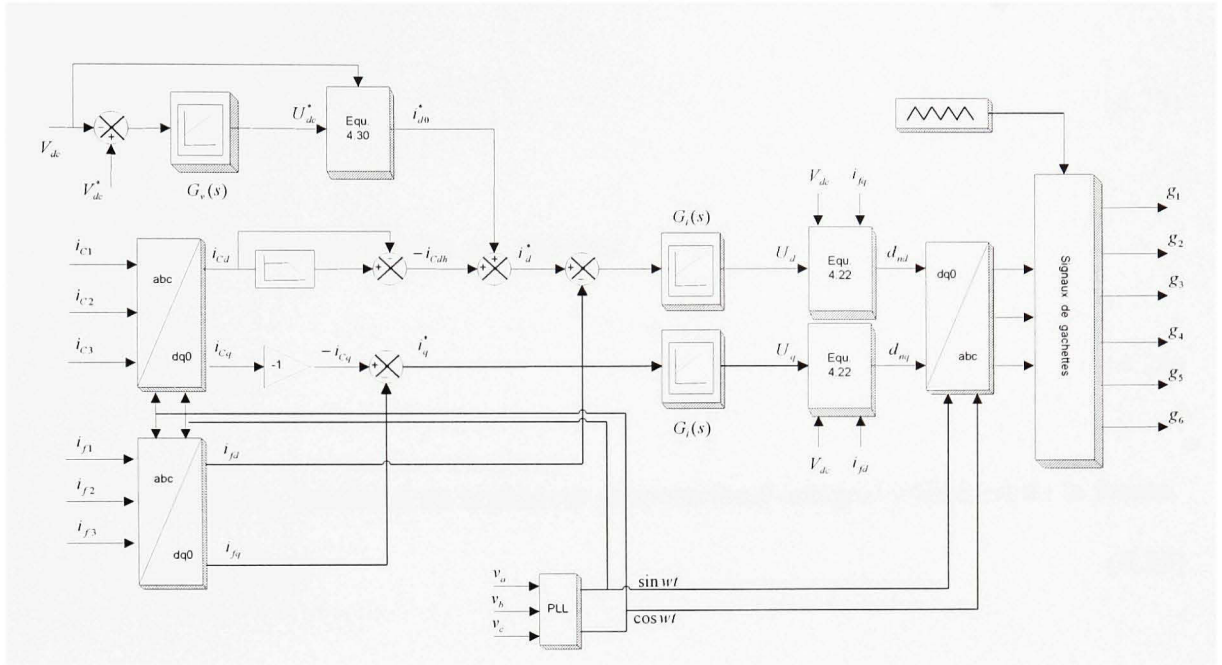 V_dc
V*_dc
G_v(s)
U*_dc
Equ.
4.30
i*_d0
i_C1
i_C2
i_C3
abc
dq0
i_Cd
-i_Cdh
i*_d
i_Cq
-1
-i_Cq
i*_q
i_f1
i_f2
i_f3
abc
dq0
i_fd
i_fq
G_i(s)
G_i(s)
V_dc
i_fq
U_d
Equ.
4.22
d_nd
U_q
Equ.
4.22
d_nq
V_dc
i_fd
dq0
abc
Signaux de gachettes
g_1
g_2
g_3
g_4
g_5
g_6
v_a
v_b
v_c
PLL
sin wt
cos wt